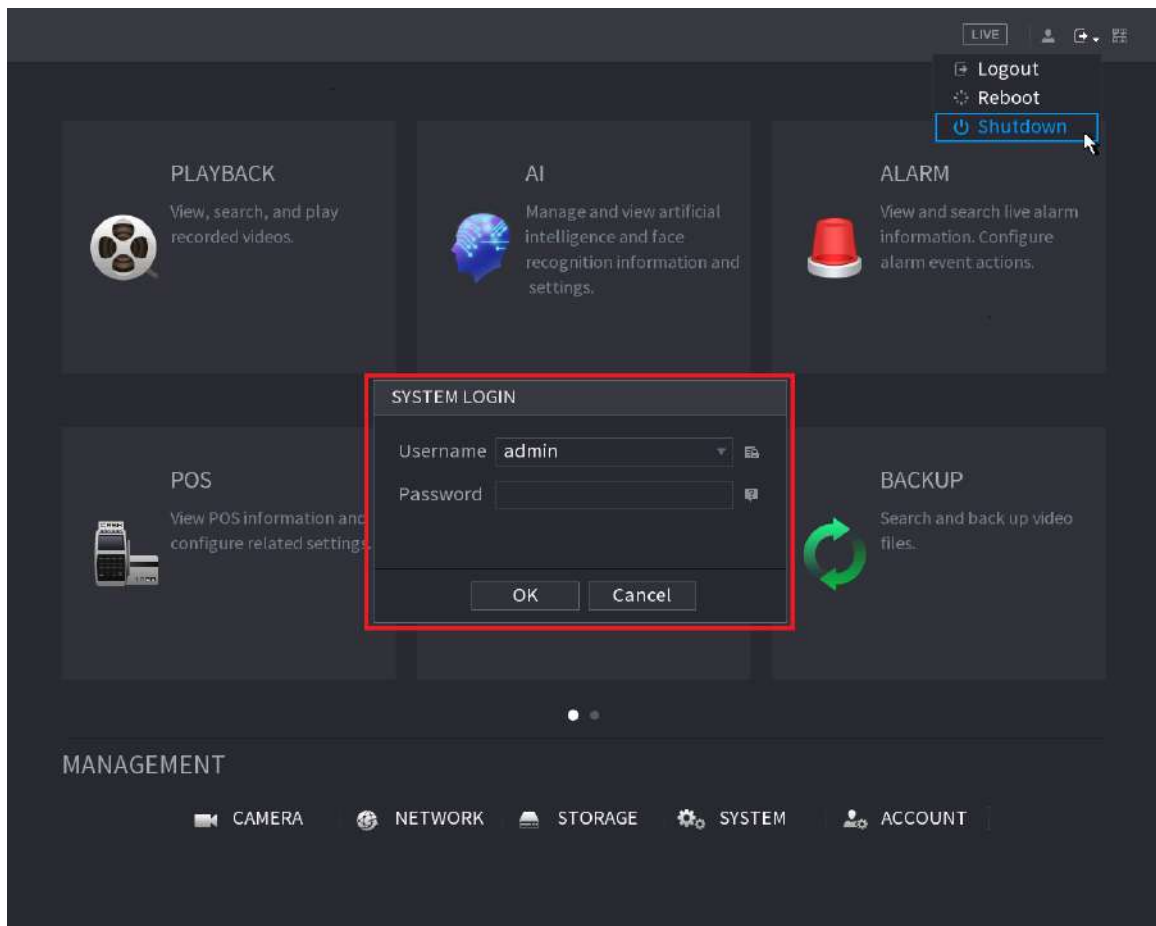 LIVE
Logout
Reboot
Shutdown
PLAYBACK
View, search, and play
recorded videos.
AI
Manage and view artificial
intelligence and face
recognition information and
settings.
ALARM
View and search live alarm
information. Configure
alarm event actions.
SYSTEM LOGIN
Username admin
Password
OK Cancel
POS
View POS information and
configure related settings.
BACKUP
Search and back up video
files.
MANAGEMENT
CAMERA NETWORK STORAGE SYSTEM ACCOUNT